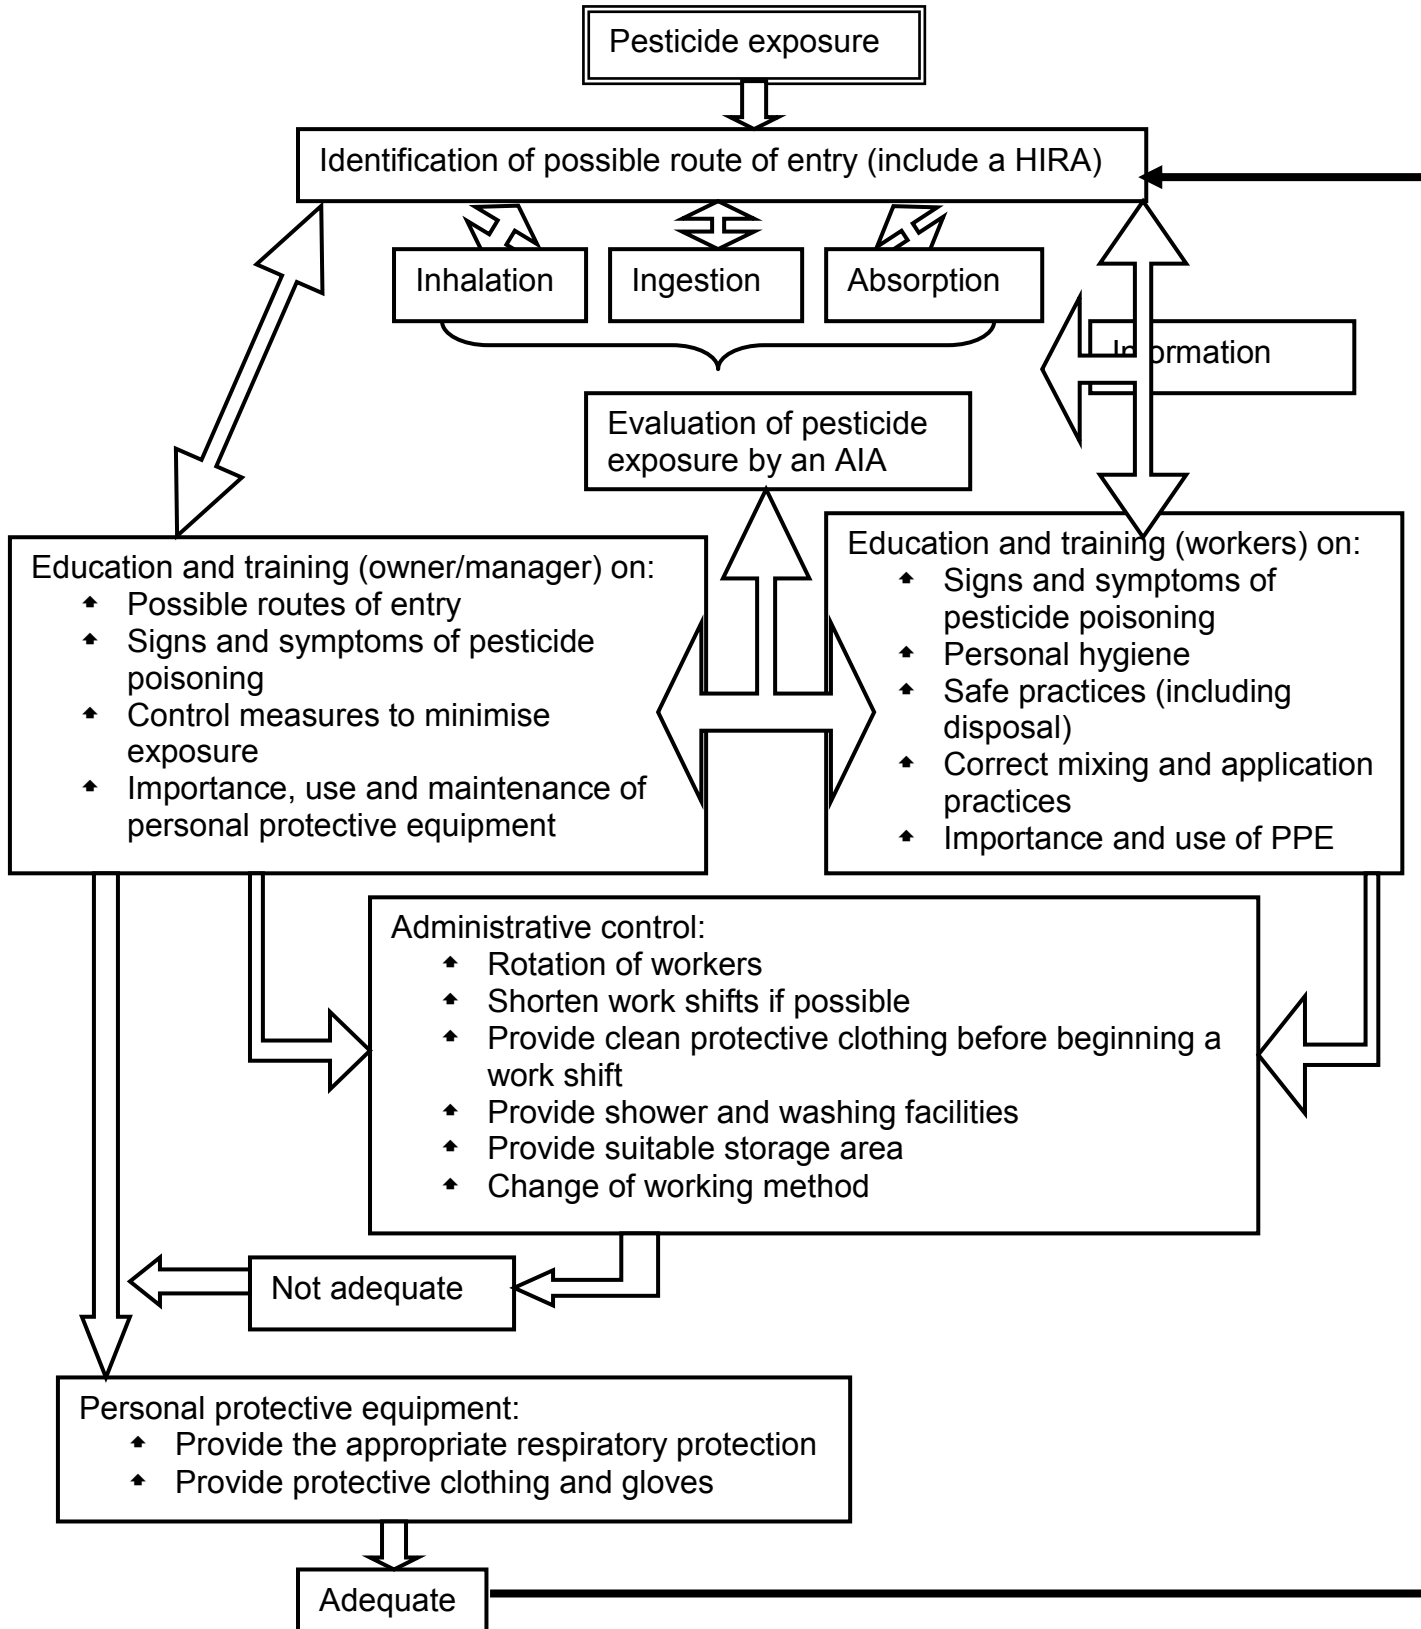 Pesticide exposure
Identification of possible route of entry (include a HIRA)
Inhalation
Ingestion
Absorption
Information
Evaluation of pesticide
exposure by an AIA
Education and training (owner/manager) on:
Possible routes of entry
Signs and symptoms of pesticide
poisoning
Control measures to minimise
exposure
Importance, use and maintenance of
personal protective equipment
Education and training (workers) on:
Signs and symptoms of
pesticide poisoning
Personal hygiene
Safe practices (including
disposal)
Correct mixing and application
practices
Importance and use of PPE
Administrative control:
Rotation of workers
Shorten work shifts if possible
Provide clean protective clothing before beginning a
work shift
Provide shower and washing facilities
Provide suitable storage area
Change of working method
Not adequate
Personal protective equipment:
Provide the appropriate respiratory protection
Provide protective clothing and gloves
Adequate